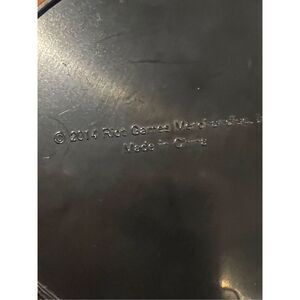 © 2014 Riot Games Merchandise,
Made in China